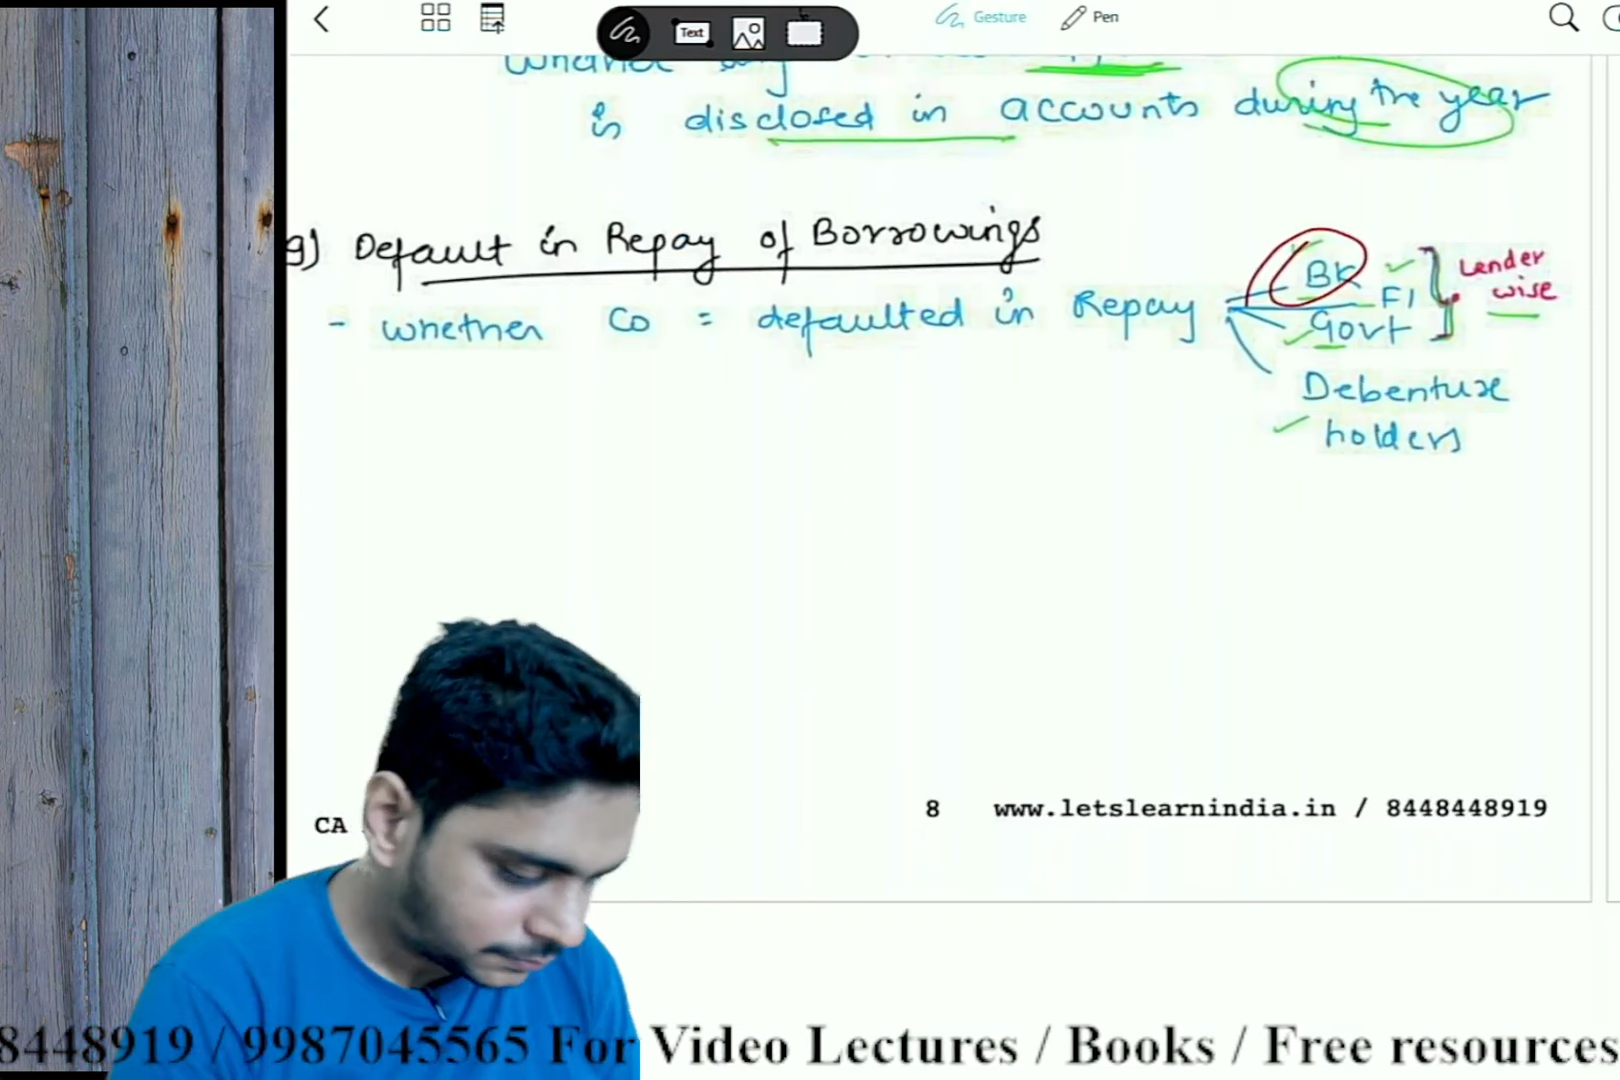 Gesture Pen
Text
Whether any
is disclosed in accounts during the year
g) Default in Repay of Borrowings
- whether Co = defaulted in Repay
Bk
FI
Govt
Lender
wise
Debenture
holders
CA
8 www.letslearnindia.in / 8448448919
8448919 / 9987045565 For Video Lectures / Books / Free resources